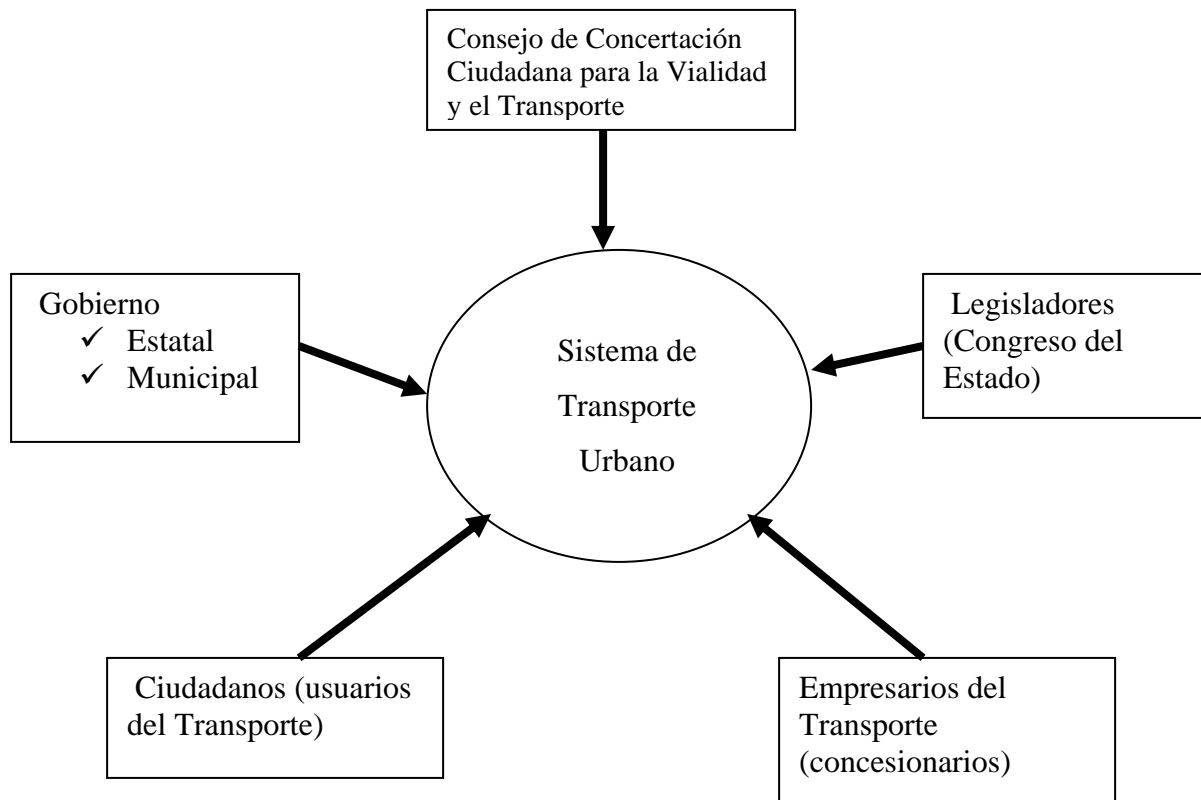 Consejo de Concertación
Ciudadana para la Vialidad
y el Transporte
Gobierno
✓ Estatal
✓ Municipal
Sistema de
Transporte
Urbano
Legisladores
(Congreso del
Estado)
Ciudadanos (usuarios
del Transporte)
Empresarios del
Transporte
(concesionarios)